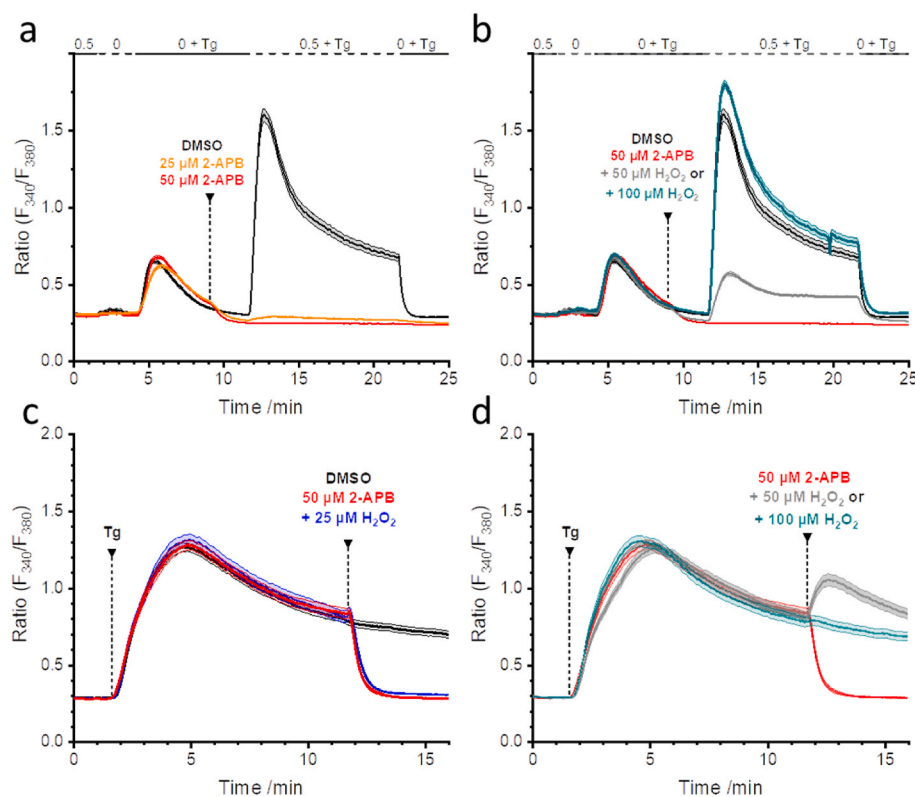 a
0.5 0 0 + Tg 0.5 + Tg 0 + Tg
Ratio (F340/F380)
1.5
1.0
0.5
0.0
DMSO
25 µM 2-APB
50 µM 2-APB
0 5 10 15 20 25
Time /min
b
0.5 0 0 + Tg 0.5 + Tg 0 + Tg
Ratio (F340/F380)
1.5
1.0
0.5
0.0
DMSO
50 µM 2-APB
+ 50 µM H2O2 or
+ 100 µM H2O2
0 5 10 15 20 25
Time /min
c
Ratio (F340/F380)
2.0
1.5
1.0
0.5
0.0
Tg
DMSO
50 µM 2-APB
+ 25 µM H2O2
0 5 10 15
Time /min
d
Ratio (F340/F380)
2.0
1.5
1.0
0.5
0.0
Tg
50 µM 2-APB
+ 50 µM H2O2 or
+ 100 µM H2O2
0 5 10 15
Time /min